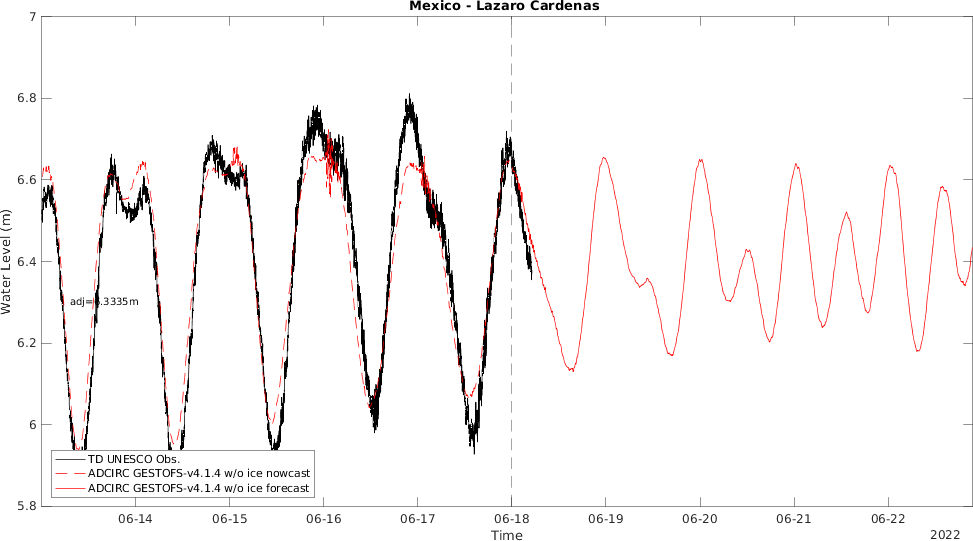 Mexico - Lazaro Cardenas
7
6.8
6.6
6.4
6.2
6
5.8
Water Level (m)
adj=6.3335m
TD UNESCO Obs.
ADCIRC GESTOFS-v4.1.4 w/o ice nowcast
ADCIRC GESTOFS-v4.1.4 w/o ice forecast
06-14 06-15 06-16 06-17 06-18 06-19 06-20 06-21 06-22
Time
2022